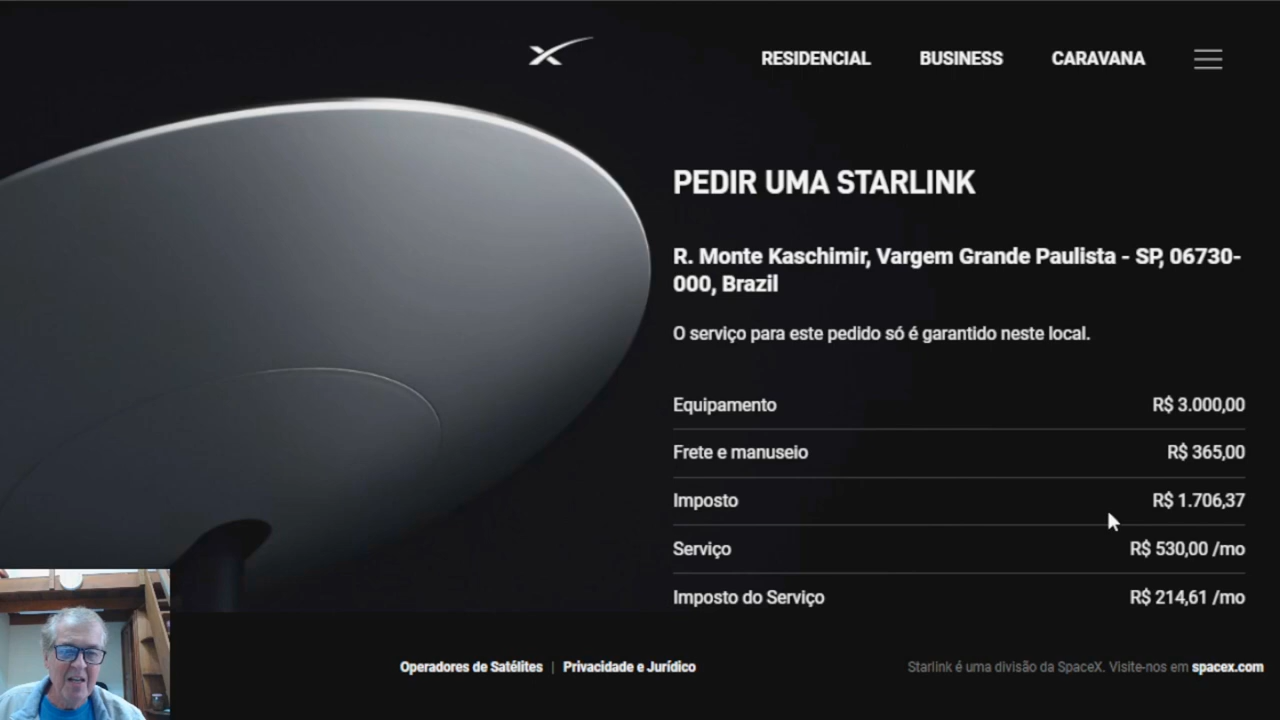 RESIDENCIAL BUSINESS CARAVANA
PEDIR UMA STARLINK
R. Monte Kaschimir, Vargem Grande Paulista - SP, 06730-
000, Brazil
O serviço para este pedido só é garantido neste local.
Equipamento R$ 3.000,00
Frete e manuseio R$ 365,00
Imposto R$ 1.706,37
Serviço R$ 530,00 /mo
Imposto do Serviço R$ 214,61 /mo
Operadores de Satélites | Privacidade e Jurídico Starlink é uma divisão da SpaceX. Visite-nos em spacex.com